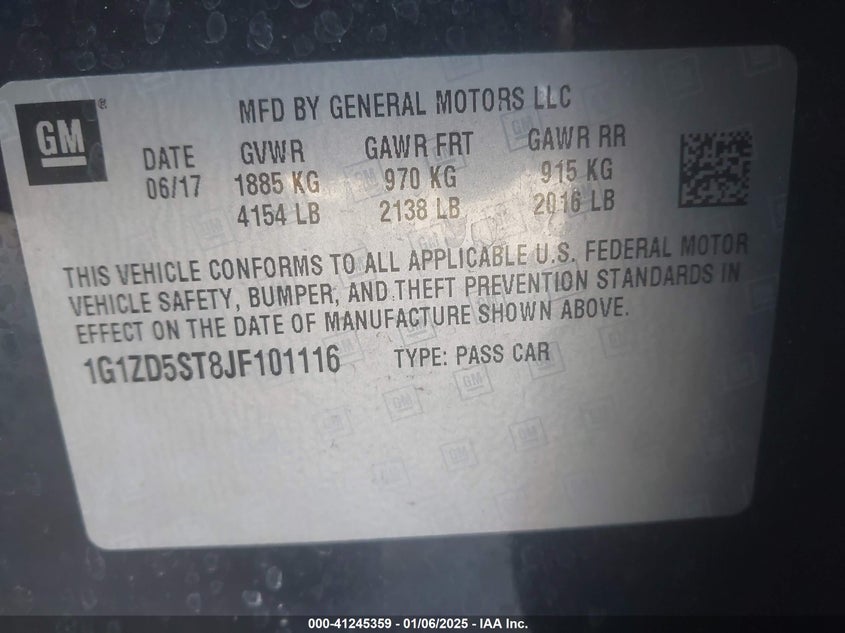 GM®
MFD BY GENERAL MOTORS LLC
DATE GVWR GAWR FRT GAWR RR
06/17 1885 KG 970 KG 915 KG
4154 LB 2138 LB 2016 LB
THIS VEHICLE CONFORMS TO ALL APPLICABLE U.S. FEDERAL MOTOR
VEHICLE SAFETY, BUMPER, AND THEFT PREVENTION STANDARDS IN
EFFECT ON THE DATE OF MANUFACTURE SHOWN ABOVE.
1G1ZD5ST8JF101116 TYPE: PASS CAR
000-41245359 - 01/06/2025 - IAA Inc.